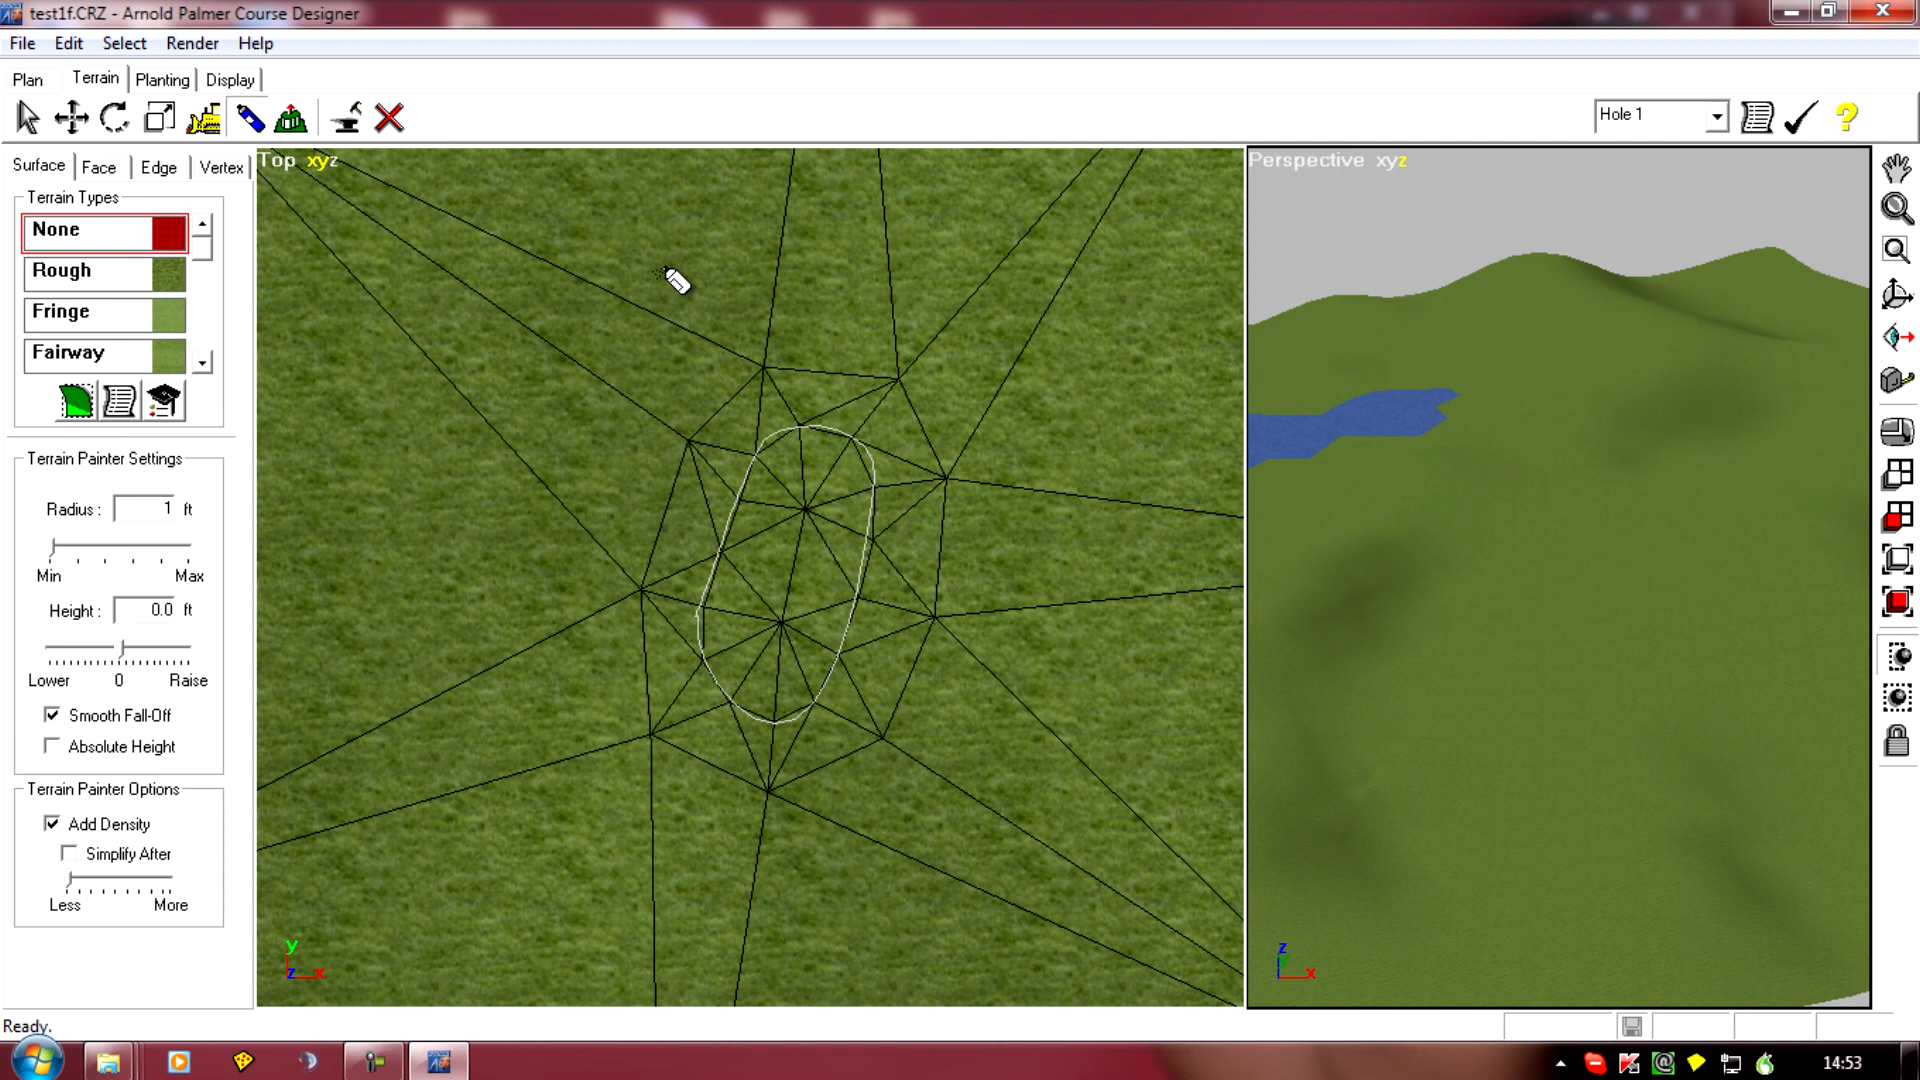 test1f.CRZ - Arnold Palmer Course Designer
File Edit Select Render Help
Plan Terrain Planting Display
Hole 1
Surface Face Edge Vertex
Terrain Types
None
Rough
Fringe
Fairway
Terrain Painter Settings
Radius : 1 ft
Min Max
Height : 0.0 ft
Lower 0 Raise
Smooth Fall-Off
Absolute Height
Terrain Painter Options
Add Density
Simplify After
Less More
Top xyz
y
z x
Perspective xyz
z
x
Ready.
14:53